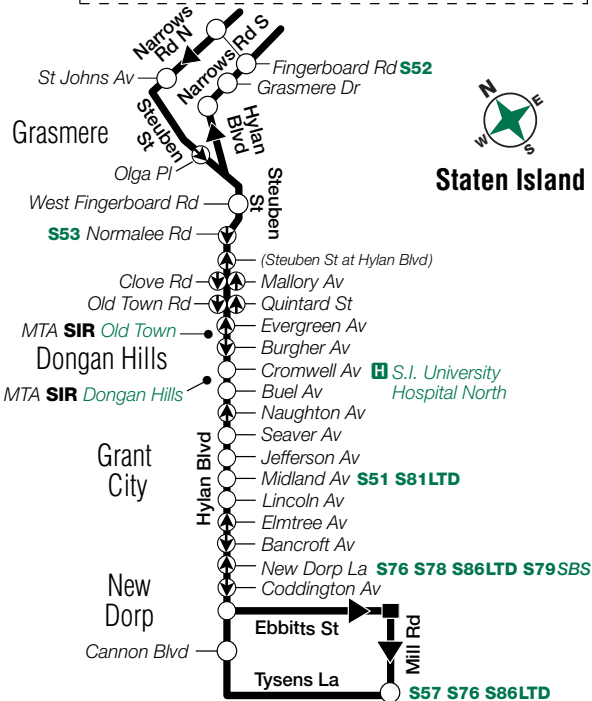 Narrows
Rd N
Narrows Rd S
St Johns Av
Fingerboard Rd S52
Grasmere Dr
Steuben
St
Hylan
Blvd
Grasmere
N
E
W
S
Staten Island
Olga Pl
West Fingerboard Rd
Steuben
St
S53 Normalee Rd
(Steuben St at Hylan Blvd)
Clove Rd
Mallory Av
Old Town Rd
Quintard St
MTA SIR Old Town
Evergreen Av
Burgher Av
Dongan Hills
Cromwell Av H S.I. University
Hospital North
MTA SIR Dongan Hills
Buel Av
Naughton Av
Seaver Av
Hylan Blvd
Grant
City
Jefferson Av
Midland Av S51 S81LTD
Lincoln Av
Elmtree Av
Bancroft Av
New Dorp La S76 S78 S86LTD S79SBS
Coddington Av
New
Dorp
Ebbitts St
Mill Rd
Cannon Blvd
Tysens La
S57 S76 S86LTD